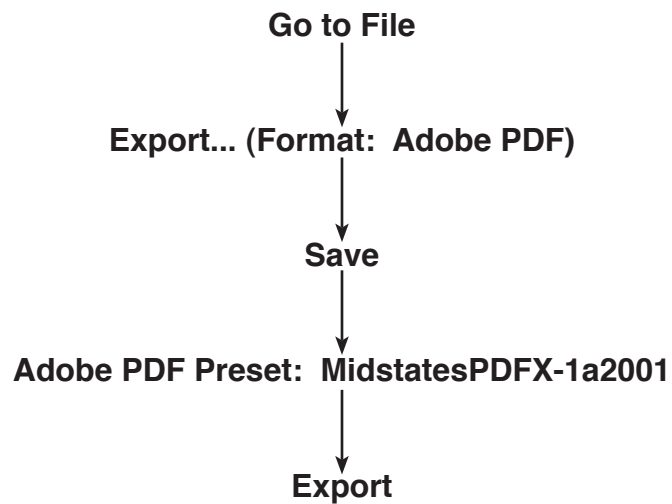 Go to File
Export... (Format:  Adobe PDF)
Save
Adobe PDF Preset:  MidstatesPDFX-1a2001
Export